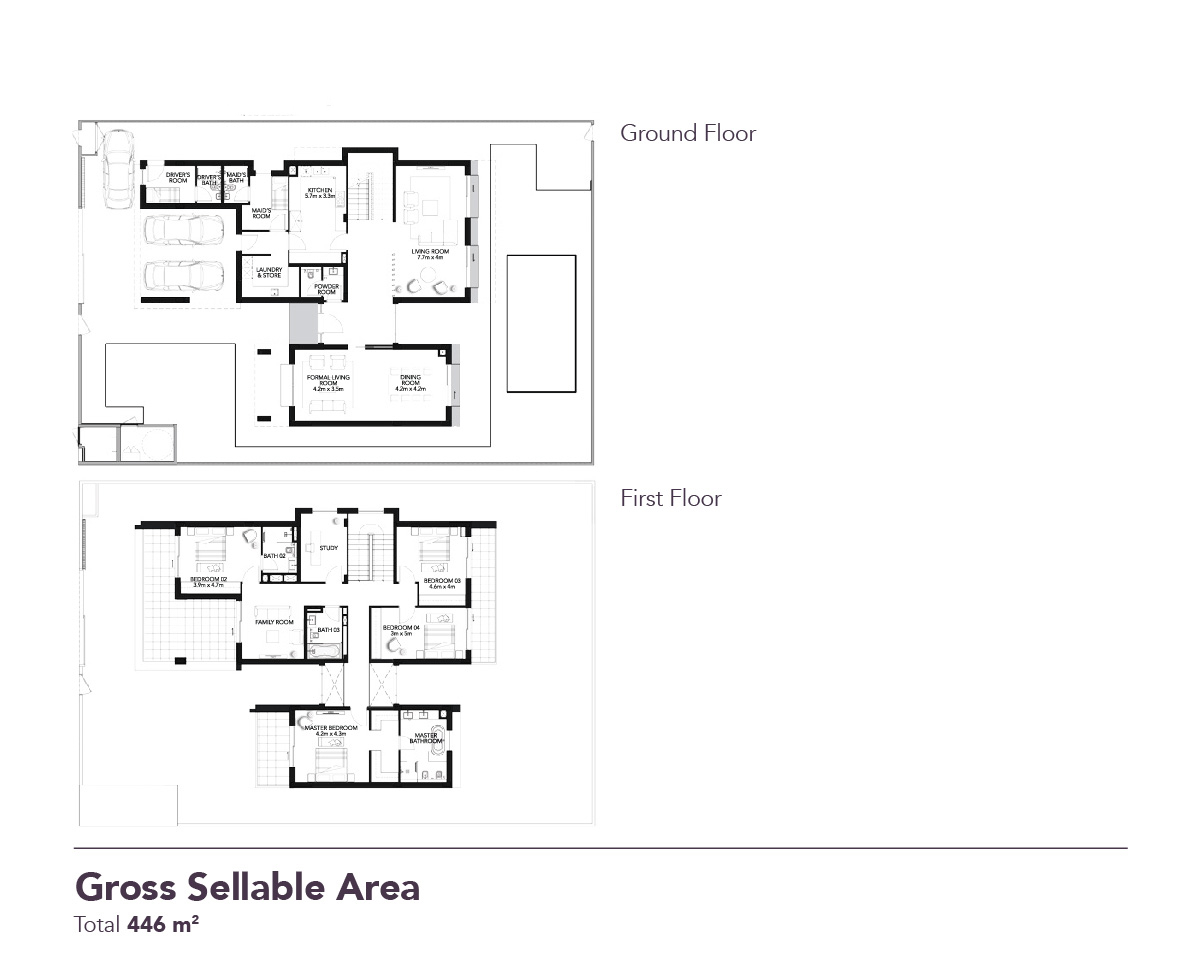 Ground Floor
DRIVER'S
ROOM
DRIVER'S
BATH
MAID'S
BATH
MAID'S
ROOM
KITCHEN
5.7m x 3.3m
LIVING ROOM
7.7m x 4m
LAUNDRY
& STORE
POWDER
ROOM
FORMAL LIVING
ROOM
4.2m x 3.5m
DINING
ROOM
4.2m x 4.2m
First Floor
BEDROOM 02
3.9m x 4.7m
BATH 02
STUDY
BEDROOM 03
4.6m x 4m
FAMILY ROOM
BATH 03
BEDROOM 04
3m x 5m
MASTER BEDROOM
4.2m x 4.3m
MASTER
BATHROOM
Gross Sellable Area
Total 446 m²